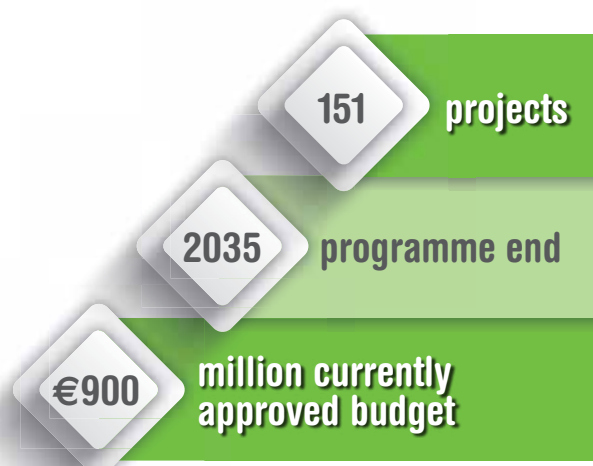 151 projects
2035 programme end
€900 million currently
approved budget